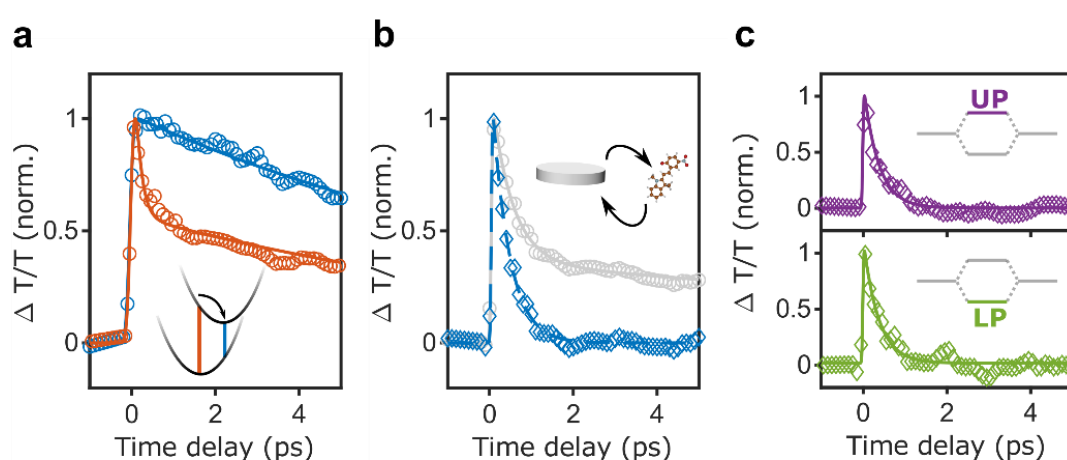 a
b
c
Δ T/T (norm.)
1
0.5
0
0
2
4
Time delay (ps)
Δ T/T (norm.)
1
0.5
0
0
2
4
Time delay (ps)
Δ T/T (norm.)
1
0.5
0
UP
Δ T/T (norm.)
1
0.5
0
LP
0
2
4
Time delay (ps)